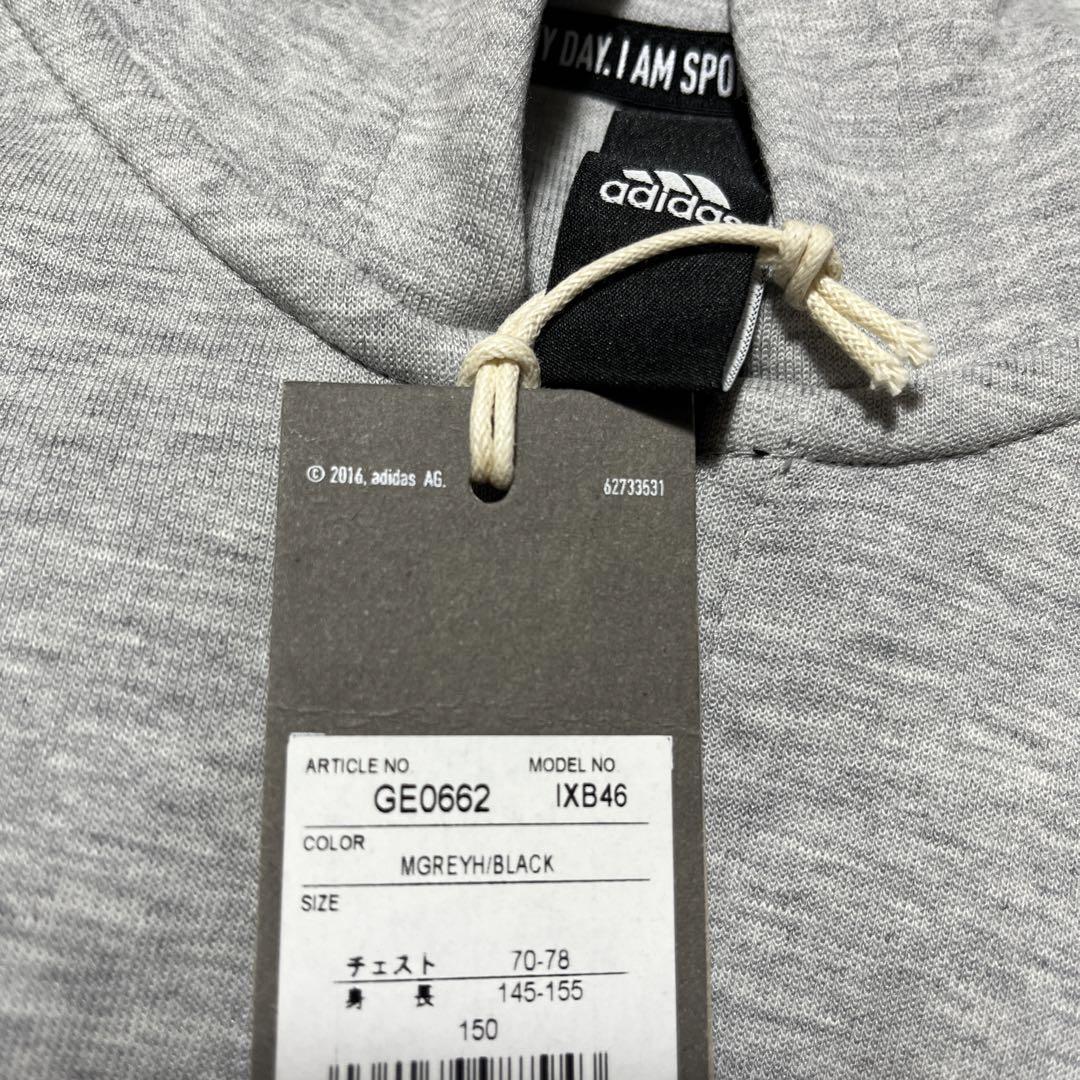 Y DAY. I AM SPO
adidas
© 2016, adidas AG. 62733531
ARTICLE NO. MODEL NO.
GE0662 IXB46
COLOR
MGREYH/BLACK
SIZE
チェスト 70-78
身長 145-155
150